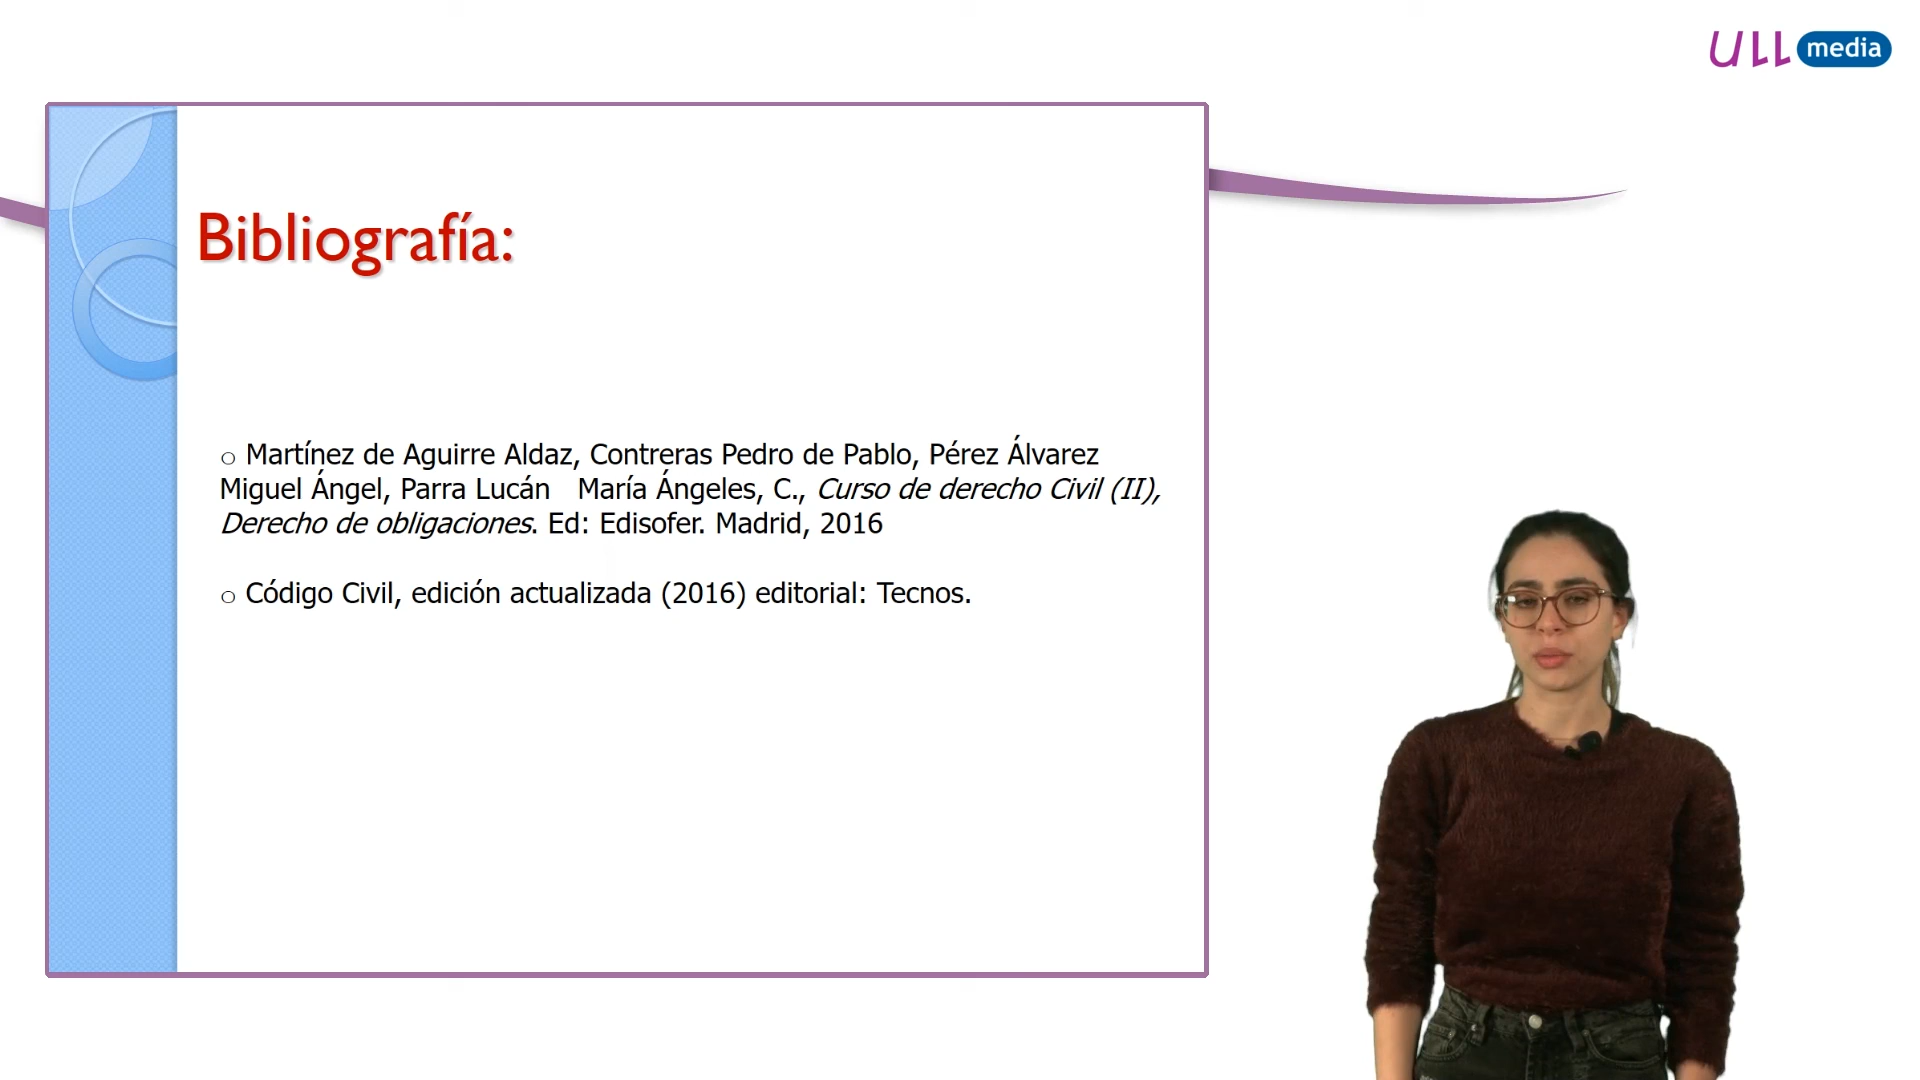 ULL media
Bibliografía:
○ Martínez de Aguirre Aldaz, Contreras Pedro de Pablo, Pérez Álvarez
Miguel Ángel, Parra Lucán   María Ángeles, C., Curso de derecho Civil (II),
Derecho de obligaciones. Ed: Edisofer. Madrid, 2016
○ Código Civil, edición actualizada (2016) editorial: Tecnos.